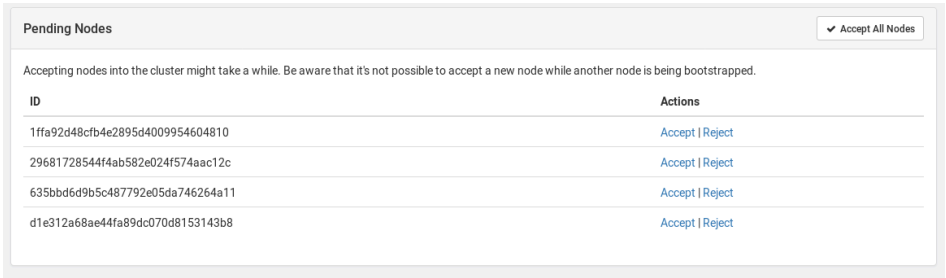 Pending Nodes
Accept All Nodes
Accepting nodes into the cluster might take a while. Be aware that it's not possible to accept a new node while another node is being bootstrapped.
ID Actions
1ffa92d48cfb4e2895d4009954604810 Accept | Reject
29681728544f4ab582e024f574aac12c Accept | Reject
635bbd6d9b5c487792e05da746264a11 Accept | Reject
d1e312a68ae44fa89dc070d8153143b8 Accept | Reject